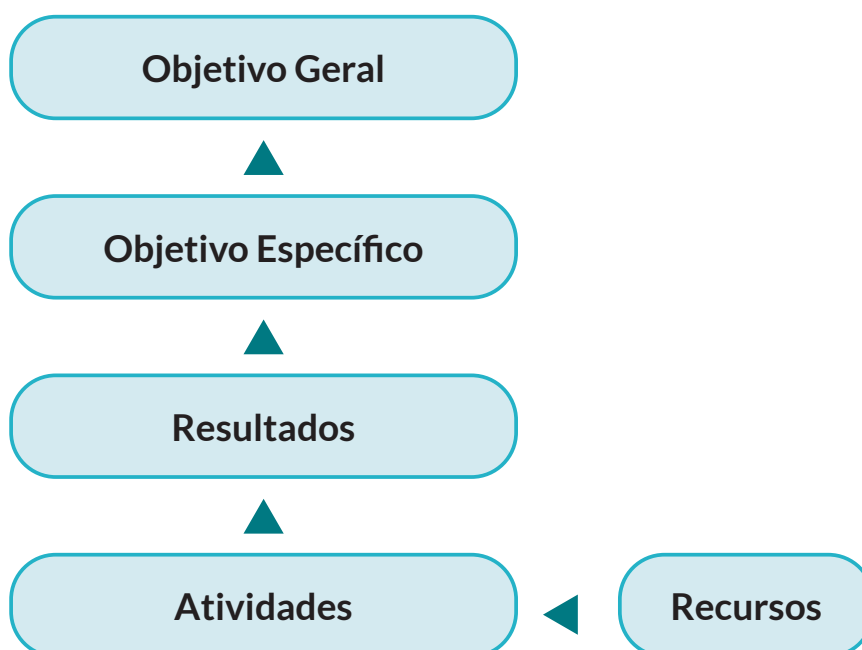 Objetivo Geral
Objetivo Específico
Resultados
Atividades
Recursos